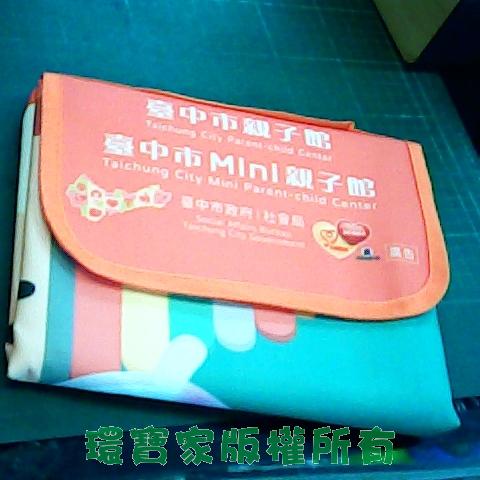 臺中市親子館
Taichung City Parent-child Center
臺中市Mini親子館
Taichung City Mini Parent-child Center
臺中市政府 社會局
Social Affairs Bureau
Taichung City Government
廣告
環寶家版權所有